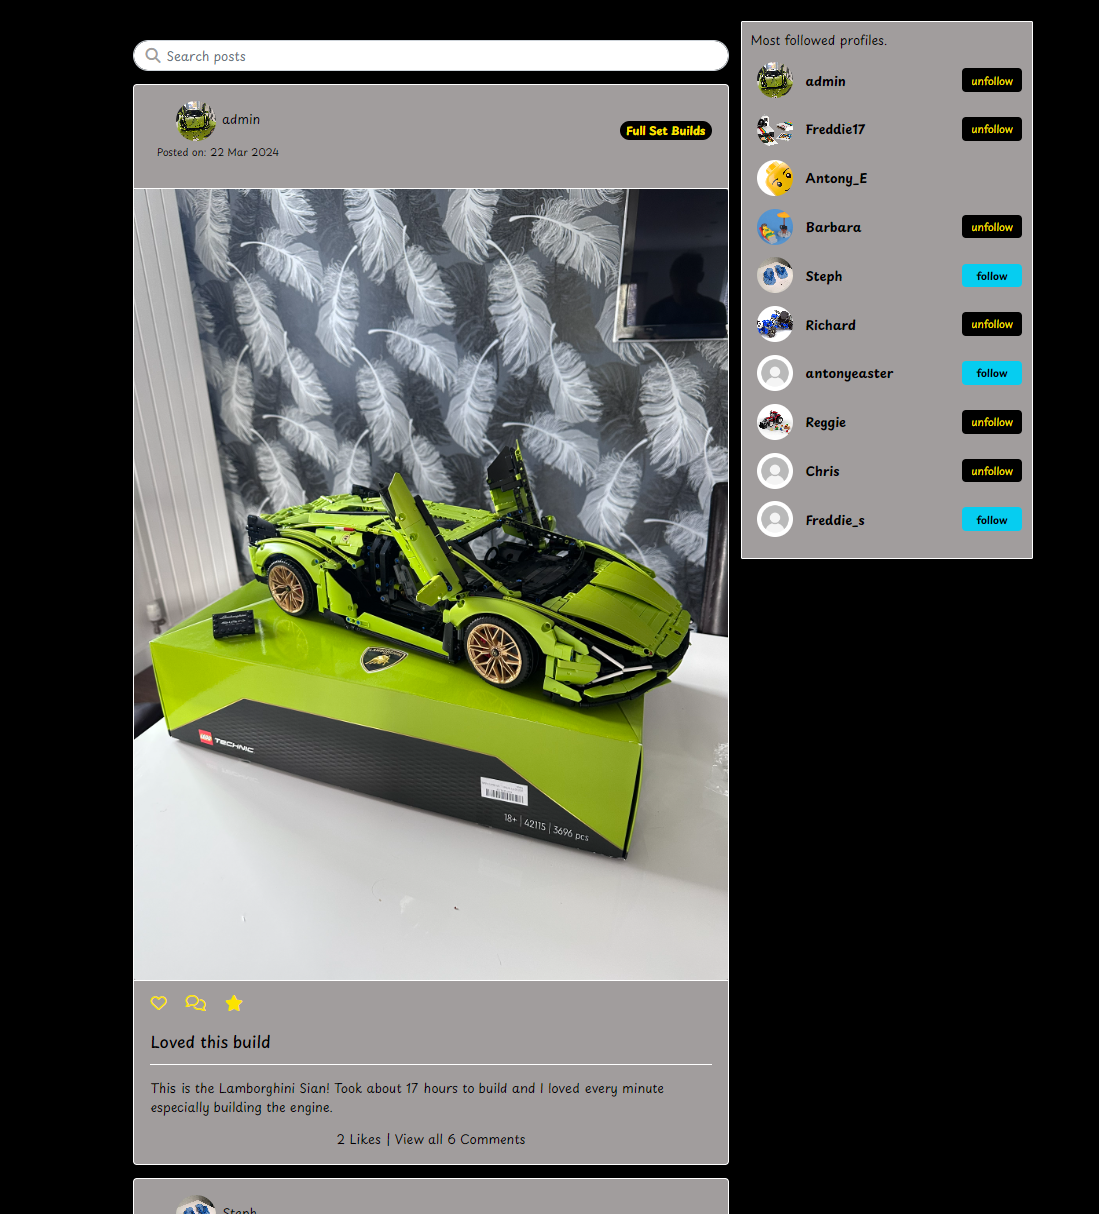 Search posts
admin
Full Set Builds
Posted on: 22 Mar 2024
TECHNIC
18+ | 42115 | 3696 pcs
Loved this build
This is the Lamborghini Sian! Took about 17 hours to build and I loved every minute
especially building the engine.
2 Likes | View all 6 Comments
Steph
Most followed profiles.
admin unfollow
Freddie17 unfollow
Antony_E
Barbara unfollow
Steph follow
Richard unfollow
antonyeaster follow
Reggie unfollow
Chris unfollow
Freddie_s follow